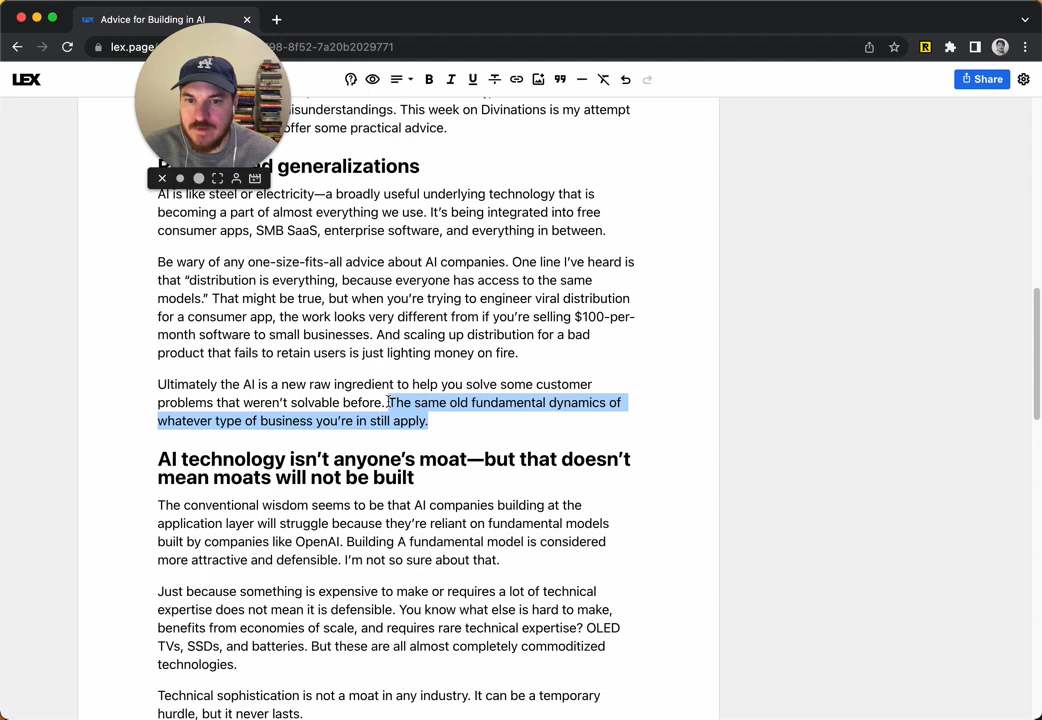 LEX Advice for Building in AI
lex.page/
98-8f52-7a20b2029771
LEX
B I U
Share
isunderstandings. This week on Divinations is my attempt
offer some practical advice.
generalizations
AI is like steel or electricity—a broadly useful underlying technology that is
becoming a part of almost everything we use. It’s being integrated into free
consumer apps, SMB SaaS, enterprise software, and everything in between.
Be wary of any one-size-fits-all advice about AI companies. One line I’ve heard is
that “distribution is everything, because everyone has access to the same
models.” That might be true, but when you’re trying to engineer viral distribution
for a consumer app, the work looks very different from if you’re selling $100-per-
month software to small businesses. And scaling up distribution for a bad
product that fails to retain users is just lighting money on fire.
Ultimately the AI is a new raw ingredient to help you solve some customer
problems that weren’t solvable before. The same old fundamental dynamics of
whatever type of business you’re in still apply.
AI technology isn’t anyone’s moat—but that doesn’t
mean moats will not be built
The conventional wisdom seems to be that AI companies building at the
application layer will struggle because they’re reliant on fundamental models
built by companies like OpenAI. Building A fundamental model is considered
more attractive and defensible. I’m not so sure about that.
Just because something is expensive to make or requires a lot of technical
expertise does not mean it is defensible. You know what else is hard to make,
benefits from economies of scale, and requires rare technical expertise? OLED
TVs, SSDs, and batteries. But these are all almost completely commoditized
technologies.
Technical sophistication is not a moat in any industry. It can be a temporary
hurdle, but it never lasts.